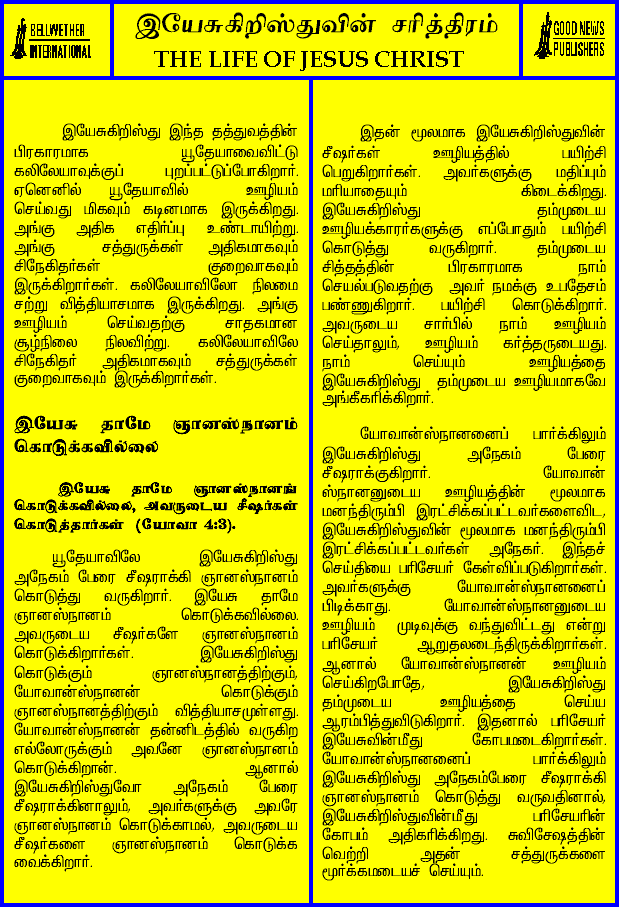 BELLWETHER
INTERNATIONAL
இயேசுகிறிஸ்துவின் சரித்திரம்
THE LIFE OF JESUS CHRIST
GOOD NEWS
PUBLISHERS
இயேசுகிறிஸ்து இந்த தத்துவத்தின்
பிரகாரமாக யூதேயாவைவிட்டு
கலிலேயாவுக்குப் புறப்பட்டுப்போகிறார்.
ஏனெனில் யூதேயாவில் ஊழியம்
செய்வது மிகவும் கடினமாக இருக்கிறது.
அங்கு அதிக எதிர்ப்பு உண்டாயிற்று.
அங்கு சத்துருக்கள் அதிகமாகவும்
சிநேகிதர்கள் குறைவாகவும்
இருக்கிறார்கள். கலிலேயாவிலோ நிலமை
சற்று வித்தியாசமாக இருக்கிறது. அங்கு
ஊழியம் செய்வதற்கு சாதகமான
சூழ்நிலை நிலவிற்று. கலிலேயாவிலே
சிநேகிதர் அதிகமாகவும் சத்துருக்கள்
குறைவாகவும் இருக்கிறார்கள்.
இயேசு தாமே ஞானஸ்நானம்
கொடுக்கவில்லை
இயேசு தாமே ஞானஸ்நானங்
கொடுக்கவில்லை, அவருடைய சீஷர்கள்
கொடுத்தார்கள் (யோவா 4:3).
யூதேயாவிலே இயேசுகிறிஸ்து
அநேகம் பேரை சீஷராக்கி ஞானஸ்நானம்
கொடுத்து வருகிறார். இயேசு தாமே
ஞானஸ்நானம் கொடுக்கவில்லை.
அவருடைய சீஷர்களே ஞானஸ்நானம்
கொடுக்கிறார்கள். இயேசுகிறிஸ்து
கொடுக்கும் ஞானஸ்நானத்திற்கும்,
யோவான்ஸ்நானன் கொடுக்கும்
ஞானஸ்நானத்திற்கும் வித்தியாசமுள்ளது.
யோவான்ஸ்நானன் தன்னிடத்தில் வருகிற
எல்லோருக்கும் அவனே ஞானஸ்நானம்
கொடுக்கிறான். ஆனால்
இயேசுகிறிஸ்துவோ அநேகம் பேரை
சீஷராக்கினாலும், அவர்களுக்கு அவரே
ஞானஸ்நானம் கொடுக்காமல், அவருடைய
சீஷர்களை ஞானஸ்நானம் கொடுக்க
வைக்கிறார்.
இதன் மூலமாக இயேசுகிறிஸ்துவின்
சீஷர்கள் ஊழியத்தில் பயிற்சி
பெறுகிறார்கள். அவர்களுக்கு மதிப்பும்
மரியாதையும் கிடைக்கிறது.
இயேசுகிறிஸ்து தம்முடைய
ஊழியக்காரர்களுக்கு எப்போதும் பயிற்சி
கொடுத்து வருகிறார். தம்முடைய
சித்தத்தின் பிரகாரமாக நாம்
செயல்படுவதற்கு அவர் நமக்கு உபதேசம்
பண்ணுகிறார். பயிற்சி கொடுக்கிறார்.
அவருடைய சார்பில் நாம் ஊழியம்
செய்தாலும், ஊழியம் கர்த்தருடையது.
நாம் செய்யும் ஊழியத்தை
இயேசுகிறிஸ்து தம்முடைய ஊழியமாகவே
அங்கீகரிக்கிறார்.
யோவான்ஸ்நானனைப் பார்க்கிலும்
இயேசுகிறிஸ்து அநேகம் பேரை
சீஷராக்குகிறார். யோவான்
ஸ்நானனுடைய ஊழியத்தின் மூலமாக
மனந்திரும்பி இரட்சிக்கப்பட்டவர்களைவிட,
இயேசுகிறிஸ்துவின் மூலமாக மனந்திரும்பி
இரட்சிக்கப்பட்டவர்கள் அநேகர். இந்தச்
செய்தியை பரிசேயர் கேள்விப்படுகிறார்கள்.
அவர்களுக்கு யோவான்ஸ்நானனைப்
பிடிக்காது. யோவான்ஸ்நானனுடைய
ஊழியம் முடிவுக்கு வந்துவிட்டது என்று
பரிசேயர் ஆறுதலடைந்திருக்கிறார்கள்.
ஆனால் யோவான்ஸ்நானன் ஊழியம்
செய்கிறபோதே, இயேசுகிறிஸ்து
தம்முடைய ஊழியத்தை செய்ய
ஆரம்பித்துவிடுகிறார். இதனால் பரிசேயர்
இயேசுவின்மீது கோபமடைகிறார்கள்.
யோவான்ஸ்நானனைப் பார்க்கிலும்
இயேசுகிறிஸ்து அநேகம்பேரை சீஷராக்கி
ஞானஸ்நானம் கொடுத்து வருவதினால்,
இயேசுகிறிஸ்துவின்மீது பரிசேயரின்
கோபம் அதிகரிக்கிறது. சுவிசேஷத்தின்
வெற்றி அதன் சத்துருக்களை
மூர்க்கமடையச் செய்யும்.